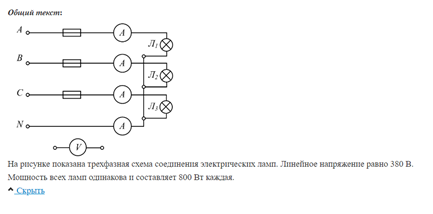 Общий текст:
A
A
Л₁
B
A
Л₂
C
A
Л₃
N
A
V
На рисунке показана трехфазная схема соединения электрических ламп. Линейное напряжение равно 380 В.
Мощность всех ламп одинакова и составляет 800 Вт каждая.
Скрыть